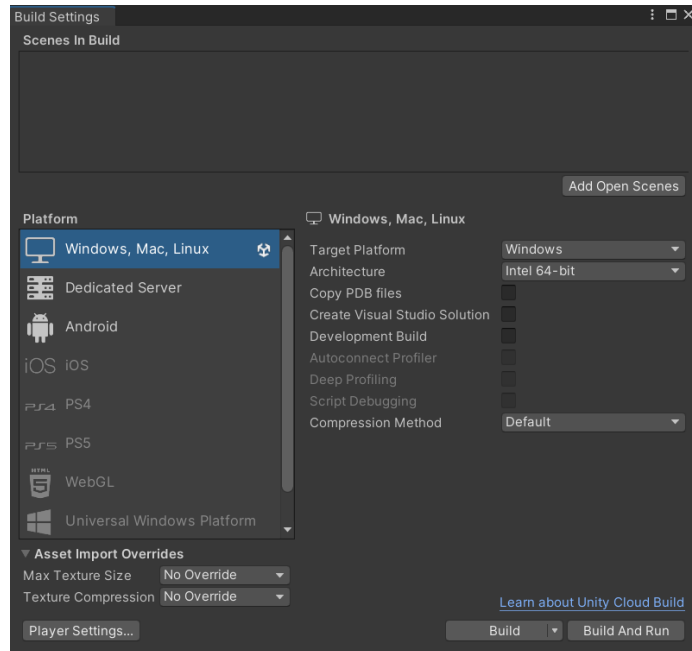 Build Settings
Scenes In Build
Add Open Scenes
Platform
Windows, Mac, Linux
Dedicated Server
Android
iOS iOS
PS4 PS4
PS5 PS5
HTML 5 WebGL
Universal Windows Platform
Windows, Mac, Linux
Target Platform Windows
Architecture Intel 64-bit
Copy PDB files
Create Visual Studio Solution
Development Build
Autoconnect Profiler
Deep Profiling
Script Debugging
Compression Method Default
Asset Import Overrides
Max Texture Size No Override
Texture Compression No Override
Learn about Unity Cloud Build
Player Settings...
Build
Build And Run